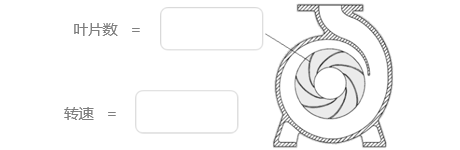 叶片数 =
转速 =